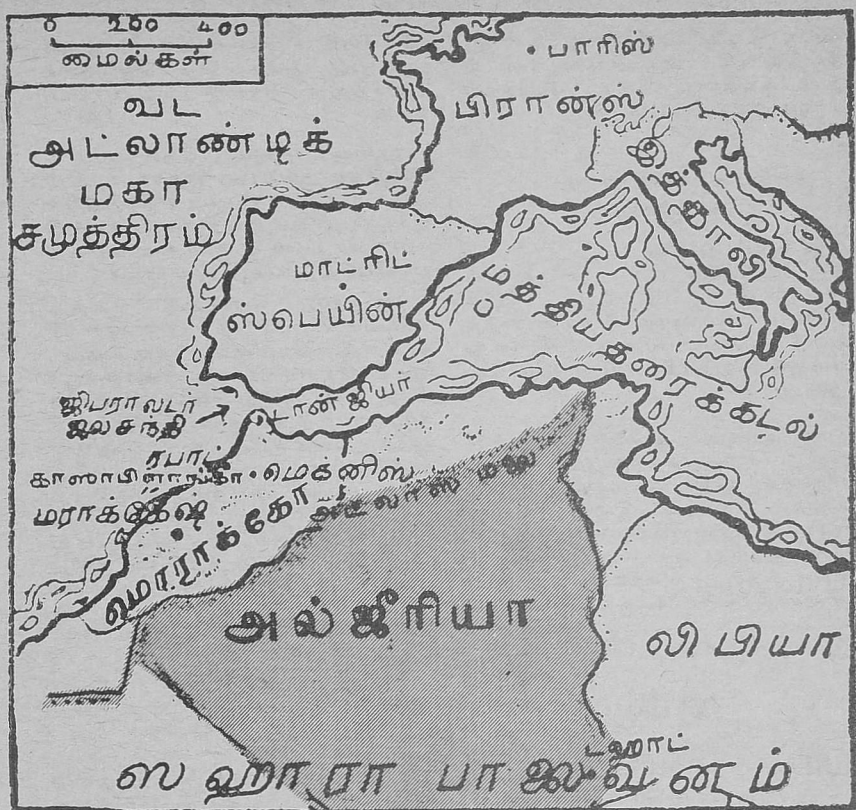 0 200 400
மைல்கள்
வட
அட்லாண்டிக்
மகா
சமுத்திரம்
பாரிஸ்
பிரான்ஸ்
இத்தாலி
மாட்ரிட்
ஸ்பெயின்
மத்தியதரைக்கடல்
ஜிபரால்டர்
ஜலசந்தி
டான்ஜியர்
ரபாட்
காஸாபிளாங்கா மெக்னிஸ்
மராக்கேஷ்
மொராக்கோ
அட்லாஸ் மலை
அல்ஜீரியா
லிபியா
டஹாட்
ஸஹாரா பாலைவனம்